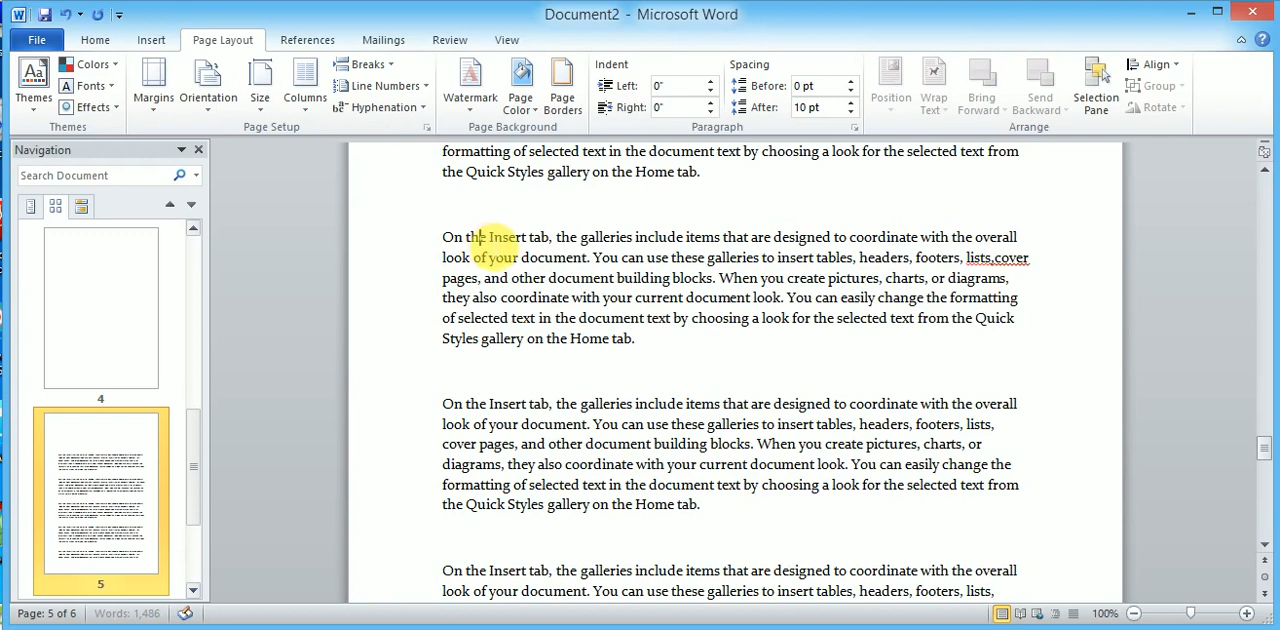 Document2 - Microsoft Word
File Home Insert Page Layout References Mailings Review View
Themes Colors Fonts Effects Margins Orientation Size Columns Breaks Line Numbers Hyphenation Watermark Page Color Page Borders Indent Left: 0" Right: 0" Spacing Before: 0 pt After: 10 pt Position Wrap Text Bring Forward Send Backward Selection Pane Align Group Rotate
Themes Page Setup Page Background Paragraph Arrange
Navigation
Search Document
4
5
formatting of selected text in the document text by choosing a look for the selected text from
the Quick Styles gallery on the Home tab.
On the Insert tab, the galleries include items that are designed to coordinate with the overall
look of your document. You can use these galleries to insert tables, headers, footers, lists,cover
pages, and other document building blocks. When you create pictures, charts, or diagrams,
they also coordinate with your current document look. You can easily change the formatting
of selected text in the document text by choosing a look for the selected text from the Quick
Styles gallery on the Home tab.
On the Insert tab, the galleries include items that are designed to coordinate with the overall
look of your document. You can use these galleries to insert tables, headers, footers, lists,
cover pages, and other document building blocks. When you create pictures, charts, or
diagrams, they also coordinate with your current document look. You can easily change the
formatting of selected text in the document text by choosing a look for the selected text from
the Quick Styles gallery on the Home tab.
On the Insert tab, the galleries include items that are designed to coordinate with the overall
look of your document. You can use these galleries to insert tables, headers, footers, lists,
Page: 5 of 6 Words: 1,486 100%